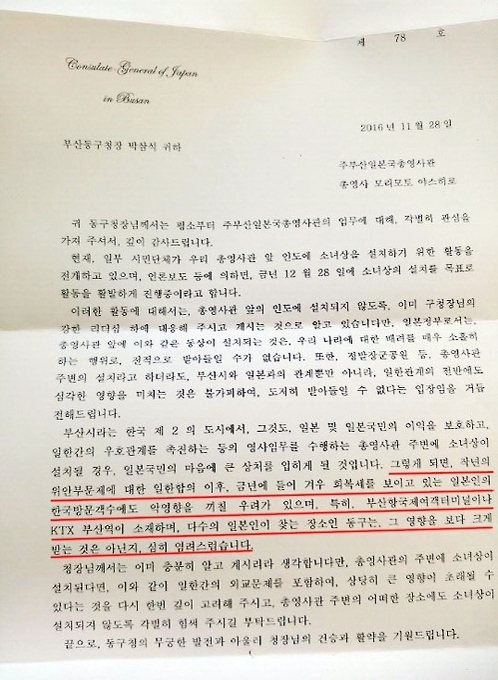 제 78 호
Consulate-General of Japan
in Busan
2016년 11월 28일
부산동구청장 박삼석 귀하
주부산일본국총영사관
총영사 모리모토 야스히로
귀 동구청장님께서는 평소부터 주부산일본국총영사관의 업무에 대해, 각별히 관심을
가져 주셔서, 깊이 감사드립니다.
현재, 일부 시민단체가 우리 총영사관 앞 인도에 소녀상을 설치하기 위한 활동을
전개하고 있으며, 언론보도 등에 의하면, 금년 12월 28일에 소녀상의 설치를 목표로
활동을 활발하게 진행중이라고 합니다.
이러한 활동에 대해서는, 총영사관 앞의 인도에 설치되지 않도록, 이미 구청장님의
강한 리더십 하에 대응해 주시고 계시는 것으로 알고 있습니다만, 일본정부로서는,
총영사관 앞에 이와 같은 동상이 설치되는 것은, 우리 나라에 대한 배려를 매우 소홀히
하는 행위로, 전적으로 받아들일 수가 없습니다. 또한, 정발장군공원 등, 총영사관
주변의 설치라고 하더라도, 부산시와 일본과의 관계뿐만 아니라, 일한관계의 전반에도
심각한 영향을 미치는 것은 불가피하여, 도저히 받아들일 수 없다는 입장임을 거듭
전해드립니다.
부산시라는 한국 제 2 의 도시에서, 그것도, 일본 및 일본국민의 이익을 보호하고,
일한간의 우호관계를 촉진하는 등의 영사임무를 수행하는 총영사관 주변에 소녀상이
설치될 경우, 일본국민의 마음에 큰 상처를 입히게 될 것입니다. 그렇게 되면, 작년의
위안부문제에 대한 일한합의 이후, 금년에 들어 겨우 회복세를 보이고 있는 일본인의
한국방문객수에도 악영향을 끼칠 우려가 있으며, 특히, 부산항국제여객터미널이나
KTX 부산역이 소재하며, 다수의 일본인이 찾는 장소인 동구는, 그 영향을 보다 크게
받는 것은 아닌지, 심히 염려스럽습니다.
청장님께서는 이미 충분히 알고 계시리라 생각합니다만, 총영사관의 주변에 소녀상이
설치된다면, 이와 같이 일한간의 외교문제를 포함하여, 상당히 큰 영향이 초래될 수
있다는 것을 다시 한번 깊이 고려해 주시고, 총영사관 주변의 어떠한 장소에도 소녀상이
설치되지 않도록 각별히 힘써 주시길 부탁드립니다.
끝으로, 동구청의 무궁한 발전과 아울러 청장님의 건승과 활약을 기원드립니다.